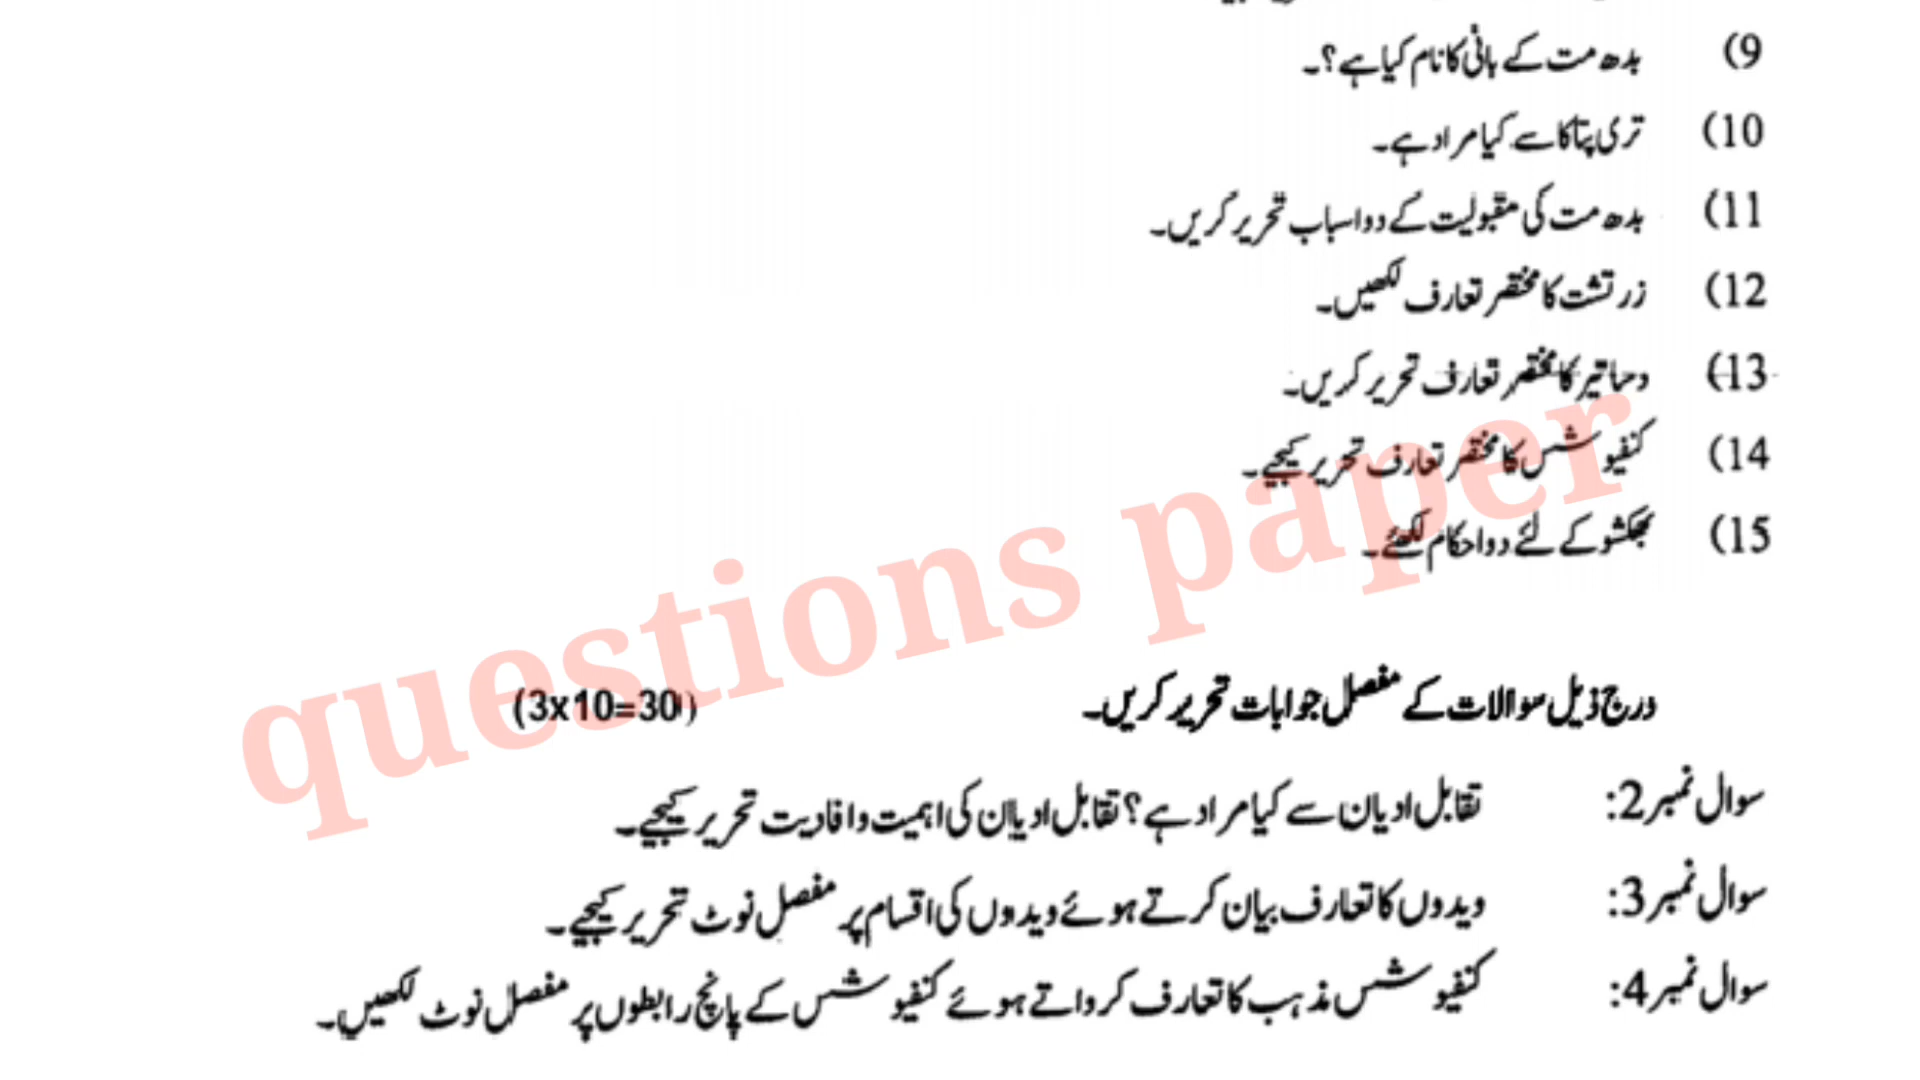 (9 بدھ مت کے بانی کا نام کیا ہے؟۔
(10 تری پتاکا سے کیا مراد ہے۔
(11 بدھ مت کی مقبولیت کے دو اسباب تحریر کریں۔
(12 زرتشت کا مختصر تعارف لکھیں۔
(13 دساتیر کا مختصر تعارف تحریر کریں۔
(14 کنفیوشس کا مختصر تعارف تحریر کیجیے۔
(15 بھکشو کے لئے دو احکام لکھئے۔
questions paper
درج ذیل سوالات کے مفصل جوابات تحریر کریں۔ (3x10=30)
سوال نمبر 2: تقابل ادیان سے کیا مراد ہے؟ تقابل ادیان کی اہمیت و افادیت تحریر کیجیے۔
سوال نمبر 3: ویدوں کا تعارف بیان کرتے ہوئے ویدوں کی اقسام پر مفصل نوٹ تحریر کیجیے۔
سوال نمبر 4: کنفیوشس مذہب کا تعارف کرواتے ہوئے کنفیوشس کے پانچ رابطوں پر مفصل نوٹ لکھیں۔